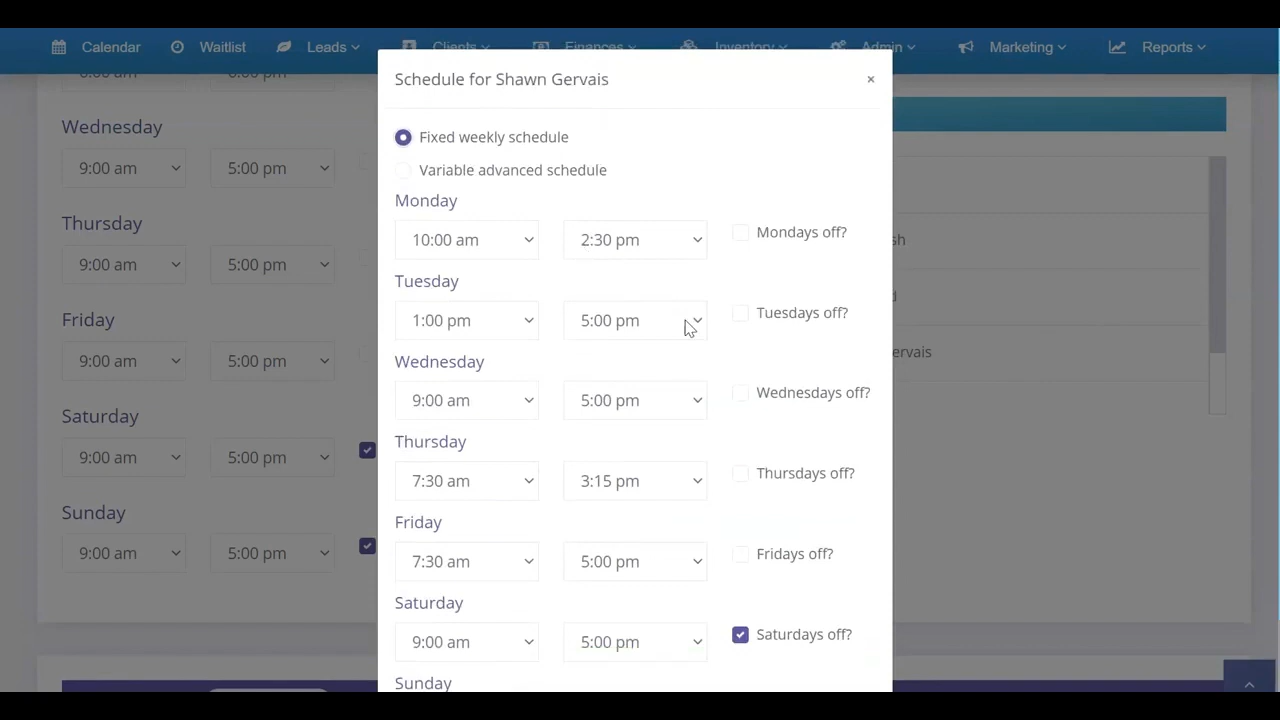 Calendar Waitlist Leads Clients Finances Inventory Admin Marketing Reports
Schedule for Shawn Gervais ×
Fixed weekly schedule
Variable advanced schedule
Monday
10:00 am 2:30 pm Mondays off?
Tuesday
1:00 pm 5:00 pm Tuesdays off?
Wednesday
9:00 am 5:00 pm Wednesdays off?
Thursday
7:30 am 3:15 pm Thursdays off?
Friday
7:30 am 5:00 pm Fridays off?
Saturday
9:00 am 5:00 pm Saturdays off?
Sunday
Wednesday
9:00 am 5:00 pm
Thursday
9:00 am 5:00 pm
Friday
9:00 am 5:00 pm
Saturday
9:00 am 5:00 pm
Sunday
9:00 am 5:00 pm
ervais